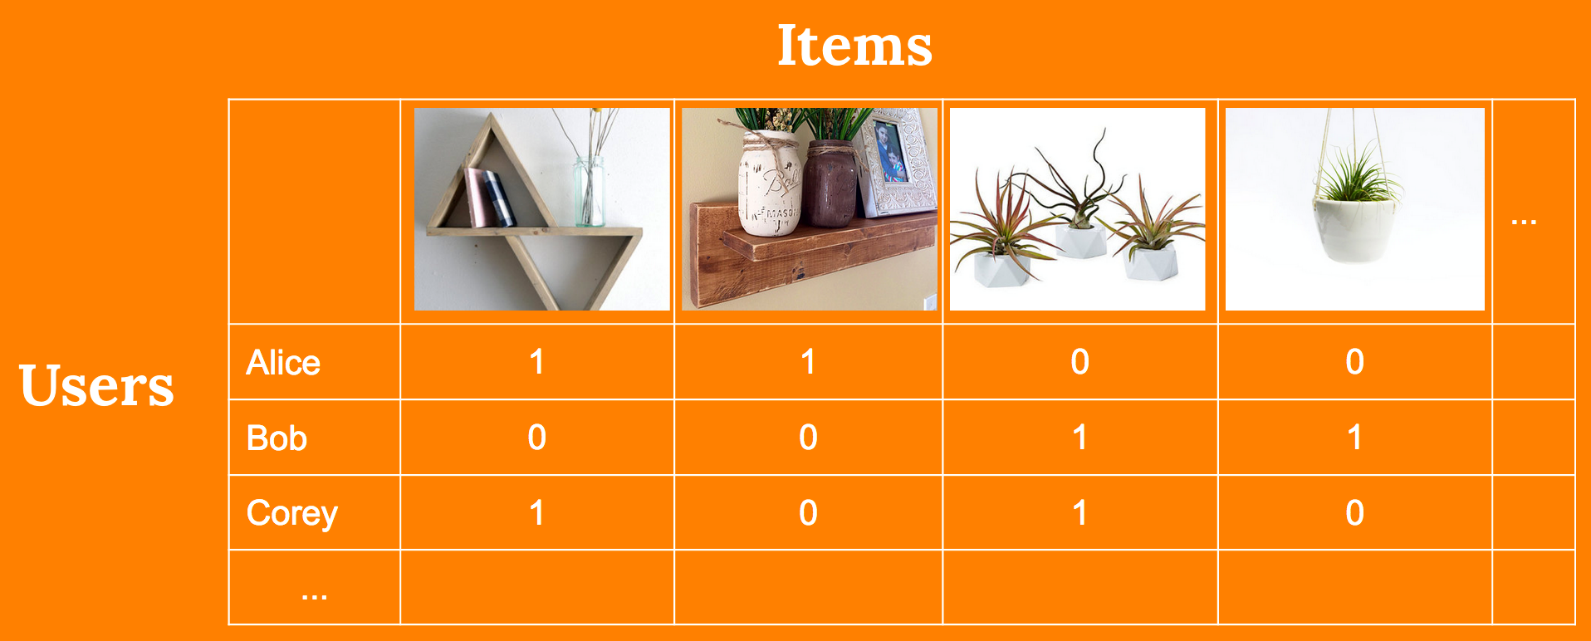 Items
...
Users
Alice 1 1 0 0
Bob 0 0 1 1
Corey 1 0 1 0
...